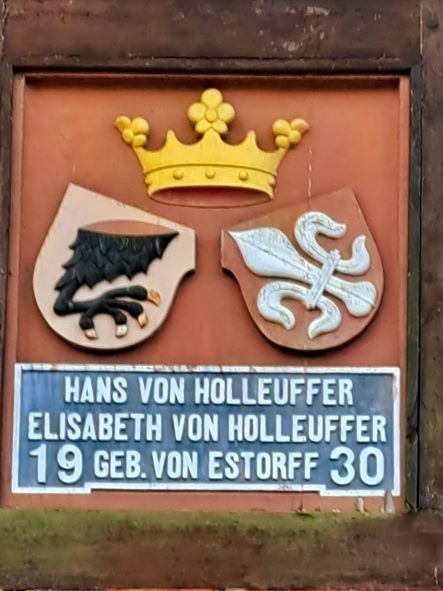 HANS VON HOLLEUFFER
ELISABETH VON HOLLEUFFER
19 GEB. VON ESTORFF 30